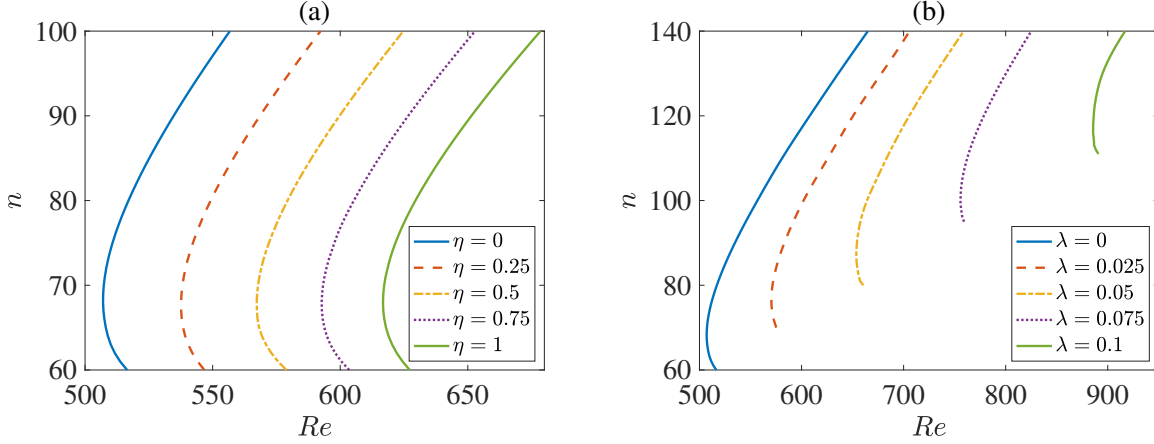 (a)
100
90
80
70
60
n
500
550
600
650
Re
η = 0
η = 0.25
η = 0.5
η = 0.75
η = 1
(b)
140
120
100
80
60
n
500
600
700
800
900
Re
λ = 0
λ = 0.025
λ = 0.05
λ = 0.075
λ = 0.1